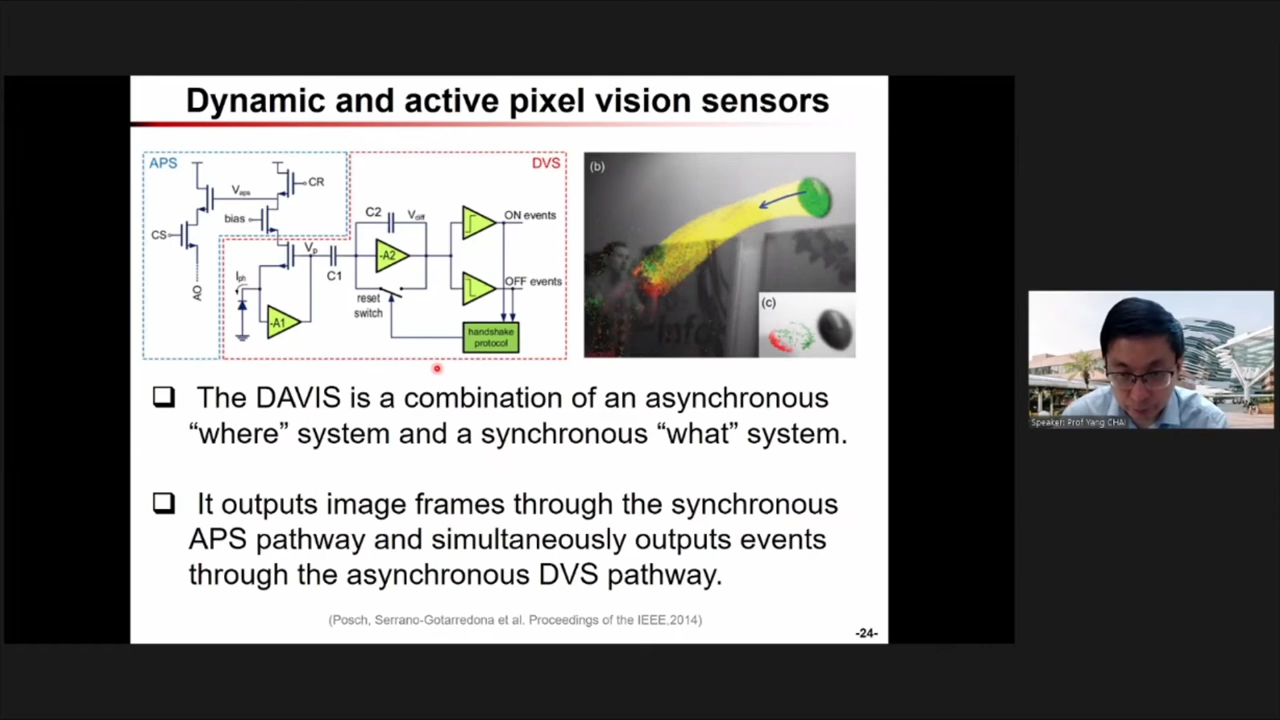 Dynamic and active pixel vision sensors
APS
DVS
Vaps
CR
bias
CS
AO
Iph
Vp
C1
-A1
C2
Vdiff
-A2
reset
switch
ON events
OFF events
handshake
protocol
(b)
(c)
❑ The DAVIS is a combination of an asynchronous
“where” system and a synchronous “what” system.
❑ It outputs image frames through the synchronous
APS pathway and simultaneously outputs events
through the asynchronous DVS pathway.
(Posch, Serrano-Gotarredona et al. Proceedings of the IEEE,2014)
-24-
Speaker: Prof Yang CHAI